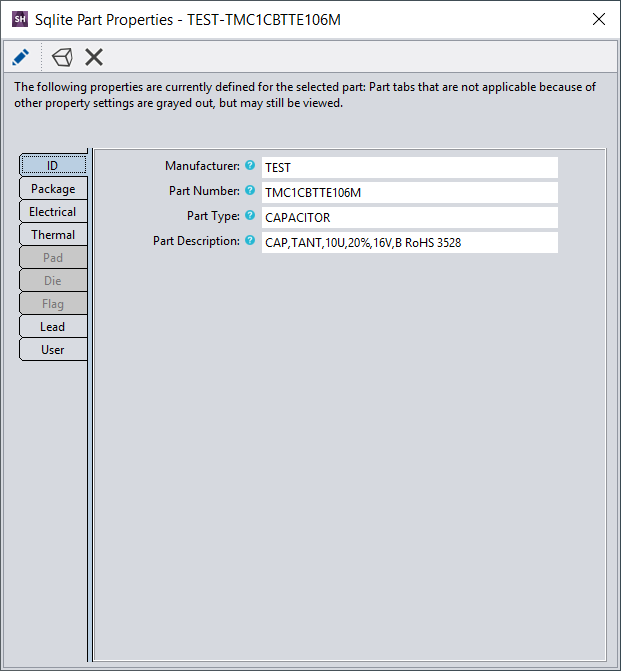 SH Sqlite Part Properties - TEST-TMC1CBTTE106M
The following properties are currently defined for the selected part: Part tabs that are not applicable because of
other property settings are grayed out, but may still be viewed.
ID
Package
Electrical
Thermal
Pad
Die
Flag
Lead
User
Manufacturer: ? TEST
Part Number: ? TMC1CBTTE106M
Part Type: ? CAPACITOR
Part Description: ? CAP,TANT,10U,20%,16V,B RoHS 3528